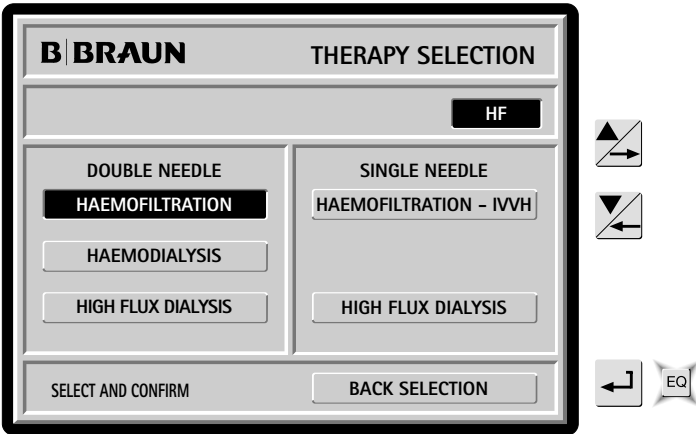 B|BRAUN THERAPY SELECTION
HF
DOUBLE NEEDLE
HAEMOFILTRATION
HAEMODIALYSIS
HIGH FLUX DIALYSIS
SINGLE NEEDLE
HAEMOFILTRATION – IVVH
HIGH FLUX DIALYSIS
SELECT AND CONFIRM
BACK SELECTION
EQ